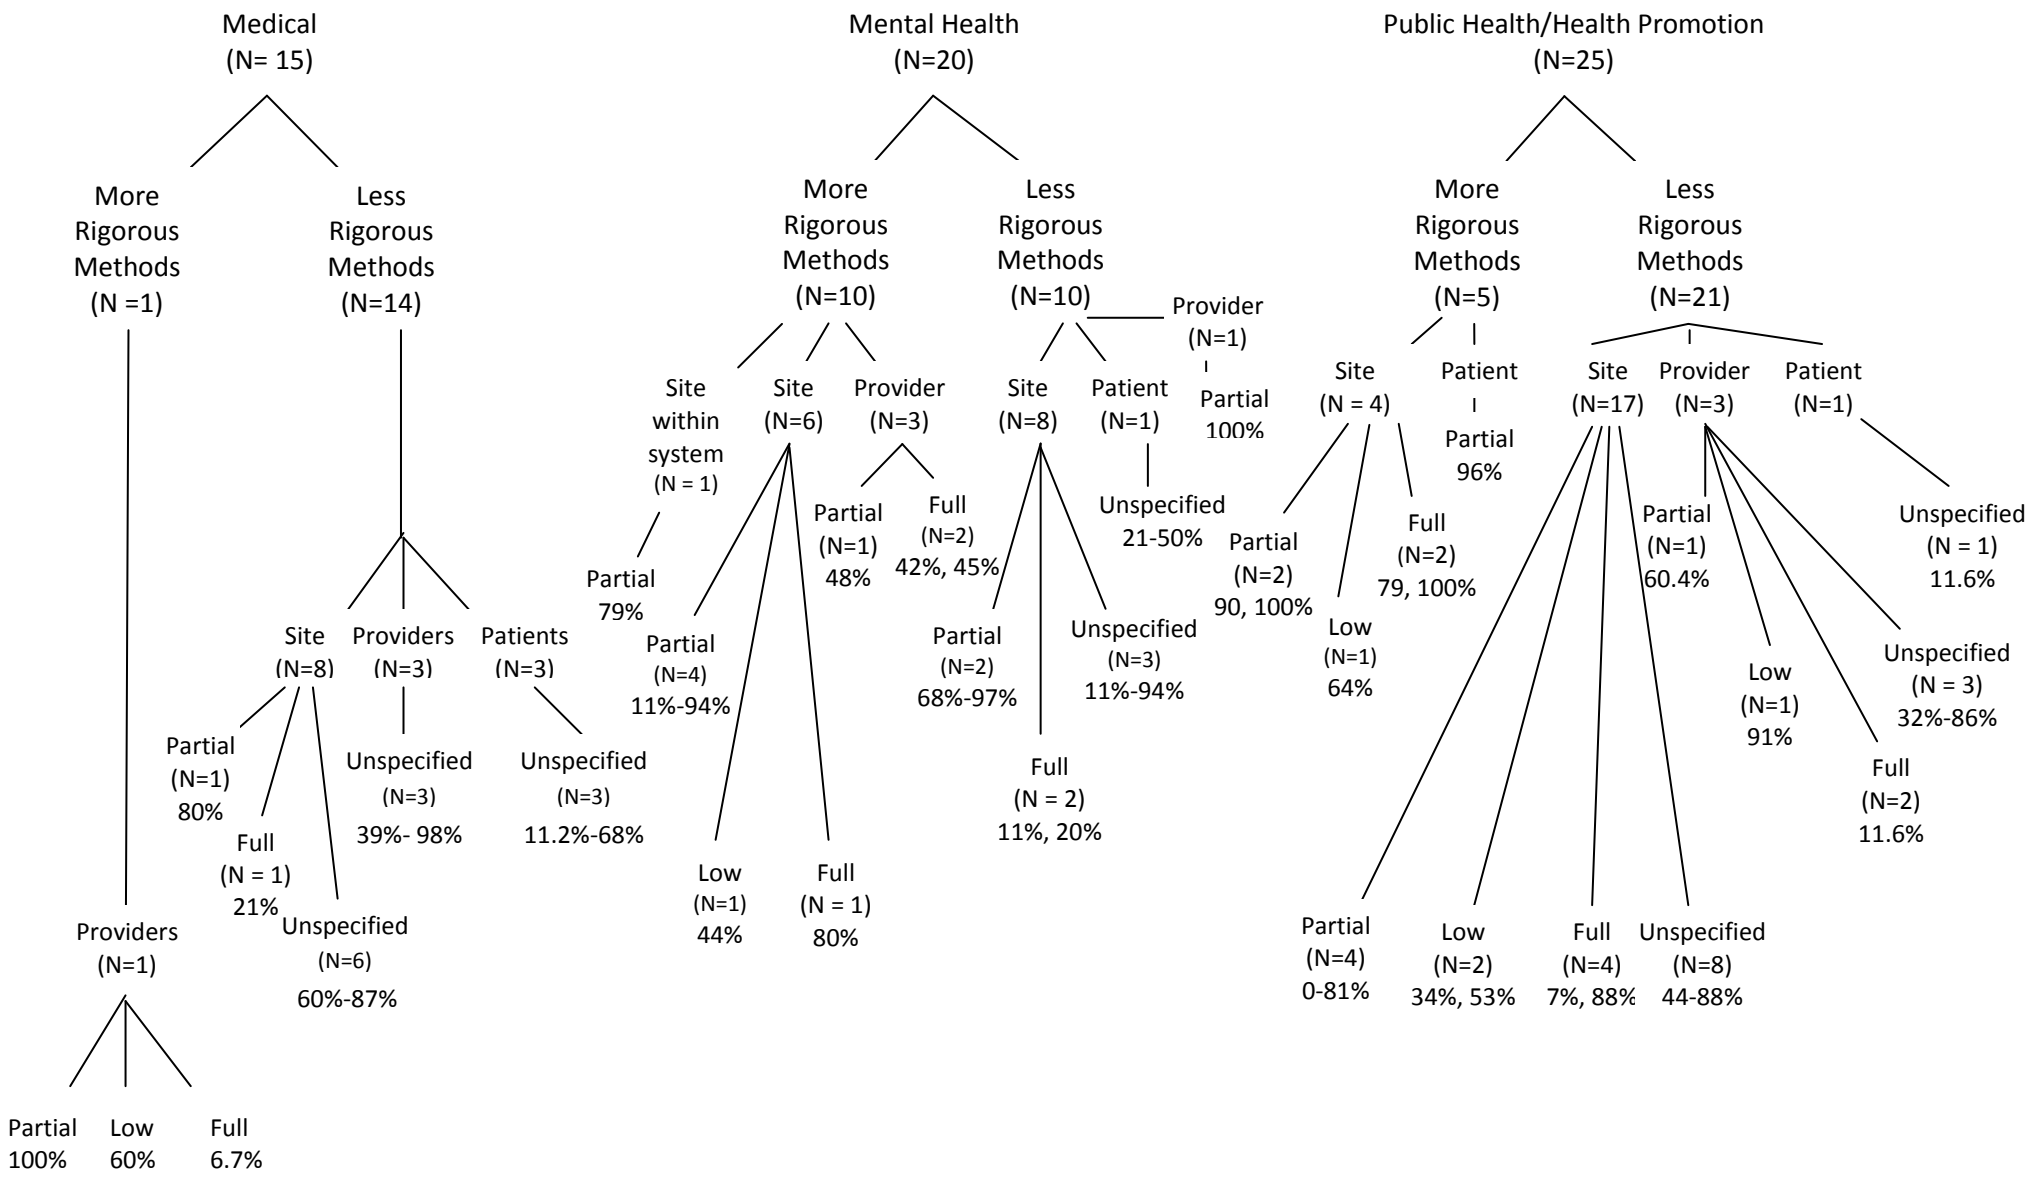 Medical
(N= 15)
More
Rigorous
Methods
(N =1)
Less
Rigorous
Methods
(N=14)
Site
(N=8)
Providers
(N=3)
Patients
(N=3)
Partial
(N=1)
80%
Full
(N = 1)
21%
Unspecified
(N=6)
60%-87%
Unspecified
(N=3)
39%- 98%
Unspecified
(N=3)
11.2%-68%
Providers
(N=1)
Partial
100%
Low
60%
Full
6.7%
Mental Health
(N=20)
More
Rigorous
Methods
(N=10)
Less
Rigorous
Methods
(N=10)
Provider
(N=1)
Partial
100%
Site
within
system
(N = 1)
Partial
79%
Site
(N=6)
Provider
(N=3)
Partial
(N=1)
48%
Full
(N=2)
42%, 45%
Partial
(N=4)
11%-94%
Low
(N=1)
44%
Full
(N = 1)
80%
Site
(N=8)
Patient
(N=1)
Unspecified
21-50%
Partial
(N=2)
68%-97%
Unspecified
(N=3)
11%-94%
Full
(N = 2)
11%, 20%
Public Health/Health Promotion
(N=25)
More
Rigorous
Methods
(N=5)
Less
Rigorous
Methods
(N=21)
Site
(N = 4)
Patient
Partial
96%
Partial
(N=2)
90, 100%
Low
(N=1)
64%
Full
(N=2)
79, 100%
Site
(N=17)
Provider
(N=3)
Patient
(N=1)
Partial
(N=1)
60.4%
Low
(N=1)
91%
Full
(N=2)
11.6%
Unspecified
(N = 3)
32%-86%
Unspecified
(N = 1)
11.6%
Partial
(N=4)
0-81%
Low
(N=2)
34%, 53%
Full
(N=4)
7%, 88%
Unspecified
(N=8)
44-88%